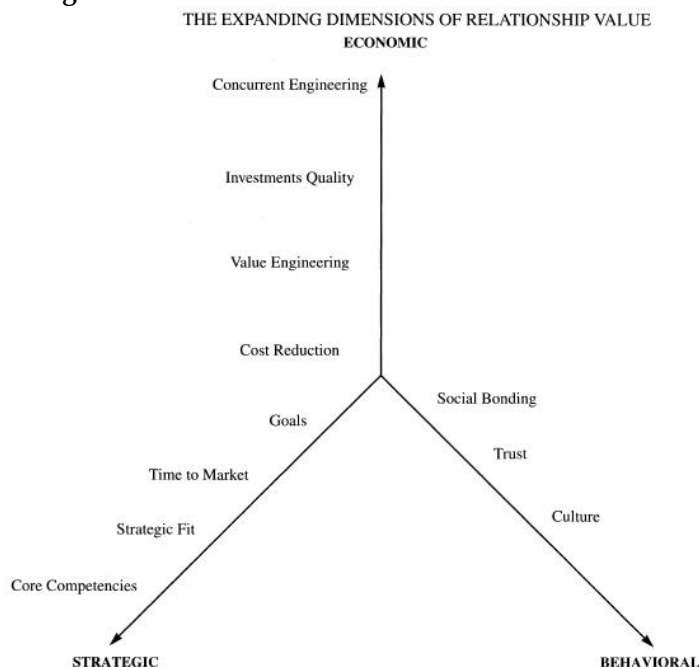 THE EXPANDING DIMENSIONS OF RELATIONSHIP VALUE
ECONOMIC
Concurrent Engineering
Investments Quality
Value Engineering
Cost Reduction
Social Bonding
Goals
Trust
Time to Market
Culture
Strategic Fit
Core Competencies
STRATEGIC
BEHAVIORAL